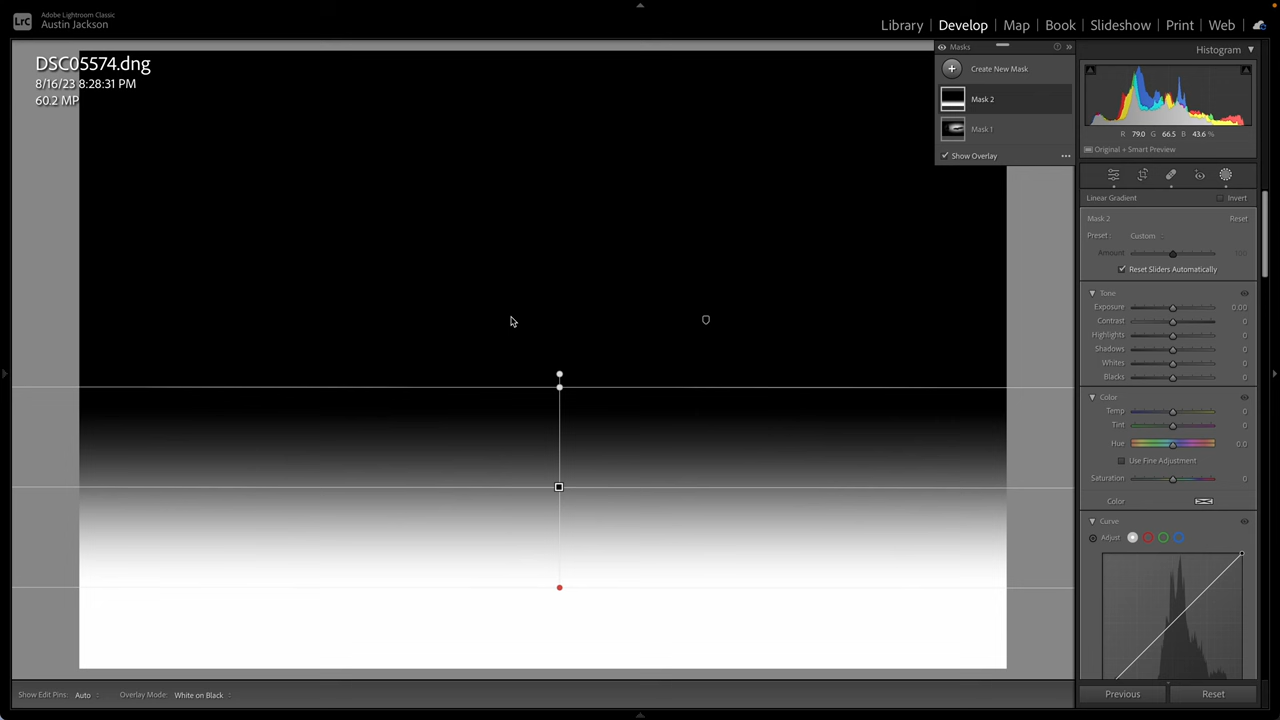 LrC
Adobe Lightroom Classic
Austin Jackson
Library | Develop | Map | Book | Slideshow | Print | Web
DSC05574.dng
8/16/23 8:28:31 PM
60.2 MP
Masks
Create New Mask
Mask 2
Mask 1
Show Overlay
Histogram
R 79.0 G 66.5 B 43.6 %
Original + Smart Preview
Linear Gradient
Invert
Mask 2
Reset
Preset :
Custom
Amount
Reset Sliders Automatically
Tone
Exposure 0.00
Contrast 0
Highlights 0
Shadows 0
Whites 0
Blacks 0
Color
Temp 0
Tint 0
Hue 0.0
Use Fine Adjustment
Saturation 0
Color
Curve
Adjust
Show Edit Pins: Auto
Overlay Mode: White on Black
Previous
Reset